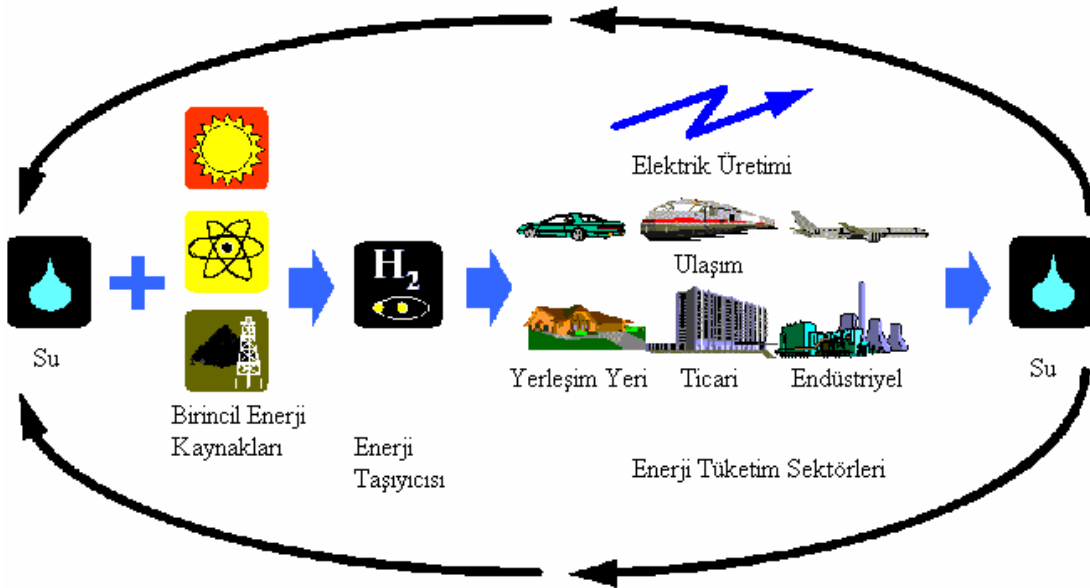 Elektrik Üretimi
H2
Ulaşım
Su
Yerleşim Yeri
Ticari
Endüstriyel
Su
Birincil Enerji
Kaynakları
Enerji
Taşıyıcısı
Enerji Tüketim Sektörleri